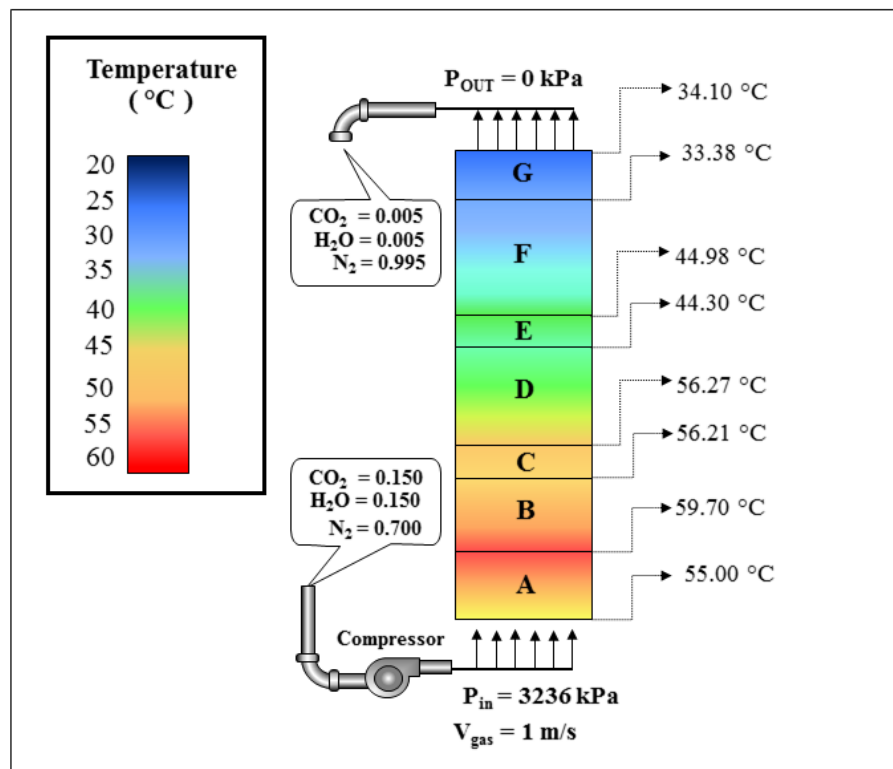 Temperature
( °C )
20
25
30
35
40
45
50
55
60
P_OUT = 0 kPa
CO₂ = 0.005
H₂O = 0.005
N₂ = 0.995
G
F
E
D
C
B
A
34.10 °C
33.38 °C
44.98 °C
44.30 °C
56.27 °C
56.21 °C
59.70 °C
55.00 °C
CO₂ = 0.150
H₂O = 0.150
N₂ = 0.700
Compressor
P_in = 3236 kPa
V_gas = 1 m/s